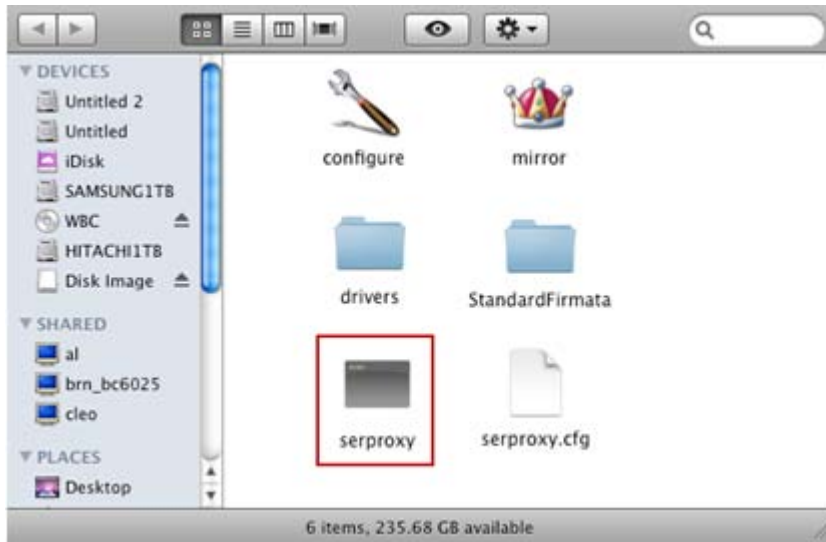 DEVICES
Untitled 2
Untitled
iDisk
SAMSUNG1TB
WBC
HITACHI1TB
Disk Image
SHARED
al
brn_bc6025
cleo
PLACES
Desktop
configure
mirror
drivers
StandardFirmata
serproxy
serproxy.cfg
6 items, 235.68 GB available